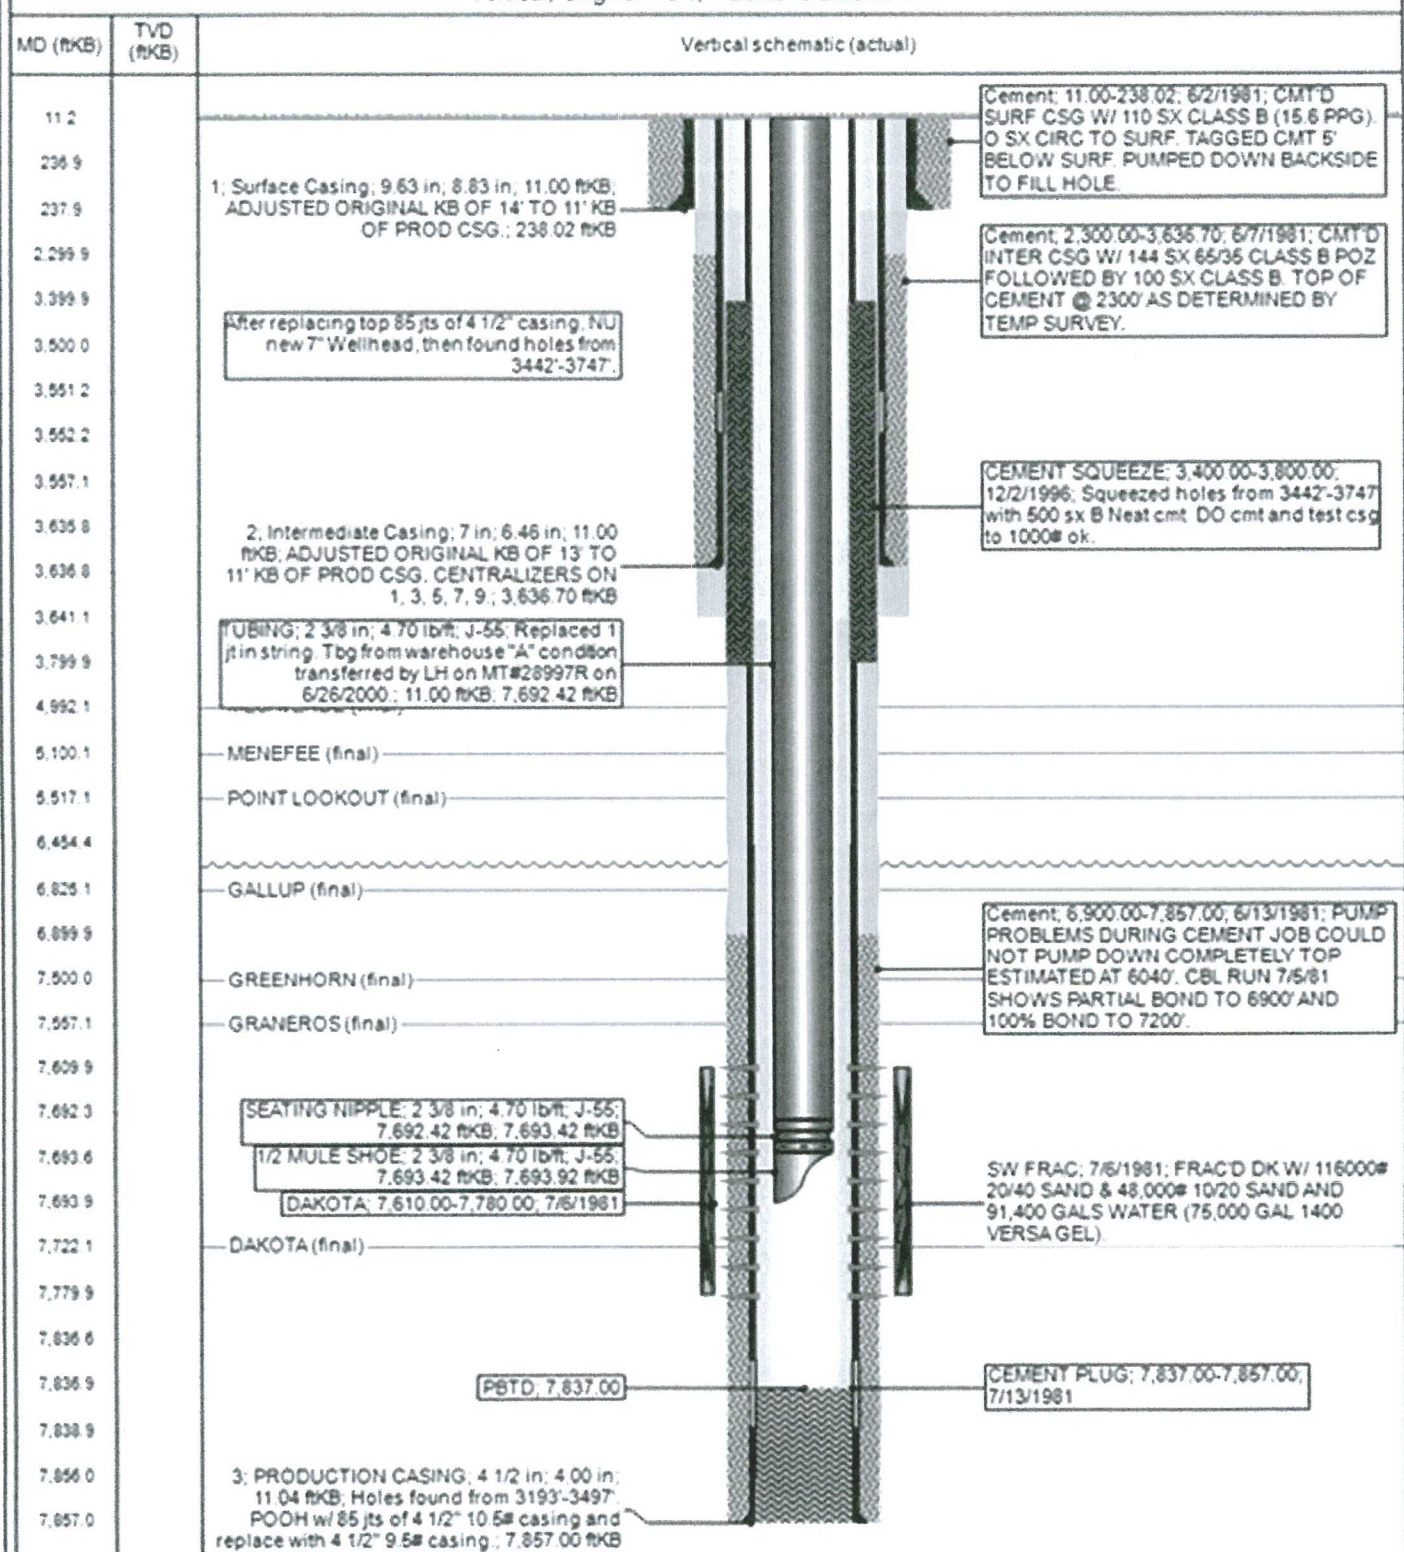 MD (ftKB)
TVD
(ftKB)
Vertical schematic (actual)
11.2
236.9
237.9
2,299.9
3,399.9
3,500.0
3,551.2
3,552.2
3,557.1
3,635.8
3,636.8
3,641.1
3,799.9
4,992.1
5,100.1
5,517.1
6,454.4
6,825.1
6,899.9
7,500.0
7,557.1
7,609.9
7,692.3
7,693.6
7,693.9
7,722.1
7,779.9
7,836.6
7,836.9
7,838.9
7,856.0
7,857.0
Cement; 11.00-238.02; 6/2/1981; CMT'D
SURF CSG W/ 110 SX CLASS B (15.6 PPG).
O SX CIRC TO SURF. TAGGED CMT 5'
BELOW SURF. PUMPED DOWN BACKSIDE
TO FILL HOLE.
1; Surface Casing; 9.63 in; 8.83 in; 11.00 ftKB;
ADJUSTED ORIGINAL KB OF 14' TO 11' KB
OF PROD CSG.; 238.02 ftKB
Cement; 2,300.00-3,636.70; 6/7/1981; CMT'D
INTER CSG W/ 144 SX 65/35 CLASS B POZ
FOLLOWED BY 100 SX CLASS B. TOP OF
CEMENT @ 2300' AS DETERMINED BY
TEMP SURVEY.
After replacing top 85 jts of 4 1/2" casing, NU
new 7" Wellhead, then found holes from
3442'-3747'.
CEMENT SQUEEZE; 3,400.00-3,800.00;
12/2/1996; Squeezed holes from 3442'-3747'
with 500 sx B Neat cmt. DO cmt and test csg
to 1000# ok.
2; Intermediate Casing; 7 in; 6.46 in; 11.00
ftKB; ADJUSTED ORIGINAL KB OF 13' TO
11' KB OF PROD CSG. CENTRALIZERS ON
1, 3, 5, 7, 9.; 3,636.70 ftKB
TUBING; 2 3/8 in; 4.70 lb/ft; J-55; Replaced 1
jt in string. Tbg from warehouse "A" condition
transferred by LH on MT#28997R on
6/26/2000.; 11.00 ftKB; 7,692.42 ftKB
MENEFEE (final)
POINT LOOKOUT (final)
GALLUP (final)
Cement; 6,900.00-7,857.00; 6/13/1981; PUMP
PROBLEMS DURING CEMENT JOB COULD
NOT PUMP DOWN COMPLETELY TOP
ESTIMATED AT 6040'. CBL RUN 7/5/81
SHOWS PARTIAL BOND TO 6900' AND
100% BOND TO 7200'.
GREENHORN (final)
GRANEROS (final)
SEATING NIPPLE; 2 3/8 in; 4.70 lb/ft; J-55;
7,692.42 ftKB; 7,693.42 ftKB
1/2 MULE SHOE; 2 3/8 in; 4.70 lb/ft; J-55;
7,693.42 ftKB; 7,693.92 ftKB
DAKOTA; 7,610.00-7,780.00; 7/6/1981
SW FRAC; 7/6/1981; FRAC'D DK W/ 116000#
20/40 SAND & 48,000# 10/20 SAND AND
91,400 GALS WATER (75,000 GAL 1400
VERSA GEL).
DAKOTA (final)
PBTD; 7,837.00
CEMENT PLUG; 7,837.00-7,857.00;
7/13/1981
3; PRODUCTION CASING; 4 1/2 in; 4.00 in;
11.04 ftKB; Holes found from 3193'-3497'.
POOH w/ 85 jts of 4 1/2" 10.5# casing and
replace with 4 1/2" 9.5# casing.; 7,857.00 ftKB